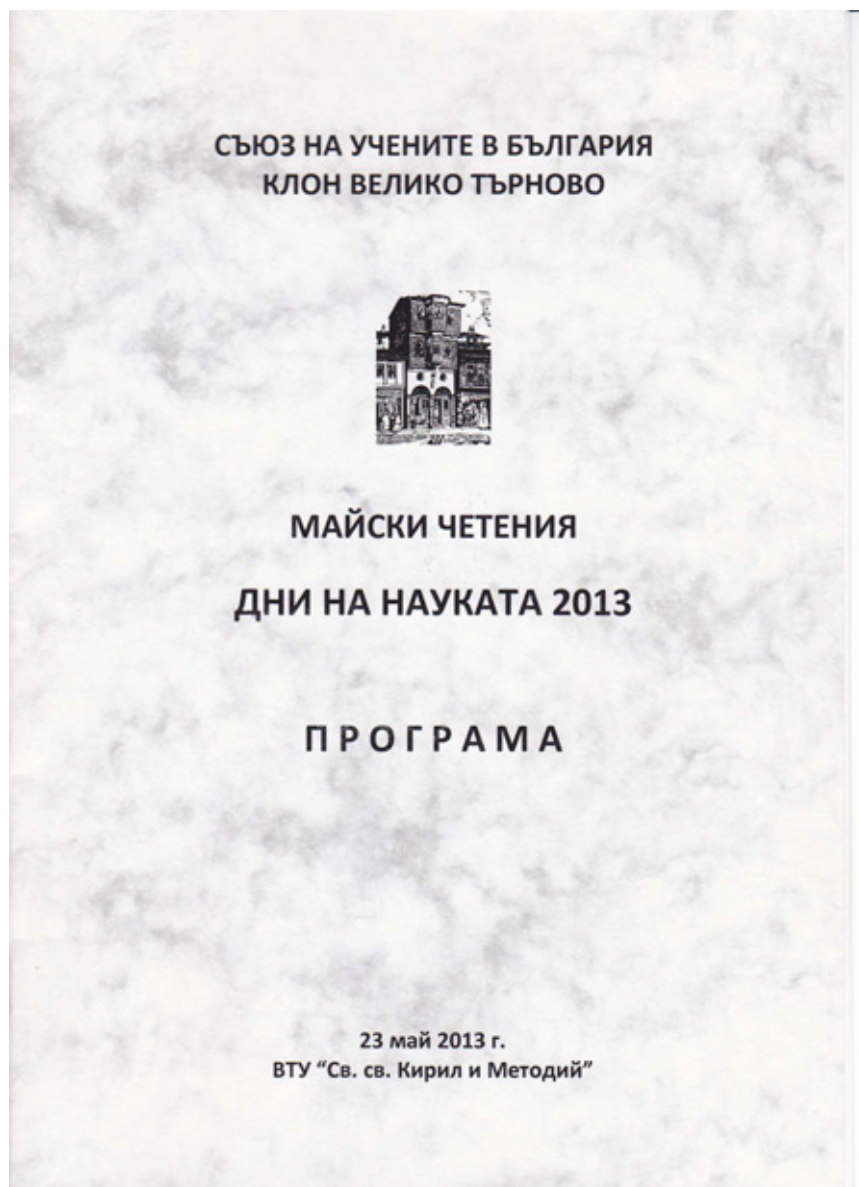 СЪЮЗ НА УЧЕНИТЕ В БЪЛГАРИЯ
КЛОН ВЕЛИКО ТЪРНОВО
МАЙСКИ ЧЕТЕНИЯ
ДНИ НА НАУКАТА 2013
П Р О Г Р А М А
23 май 2013 г.
ВТУ “Св. св. Кирил и Методий”